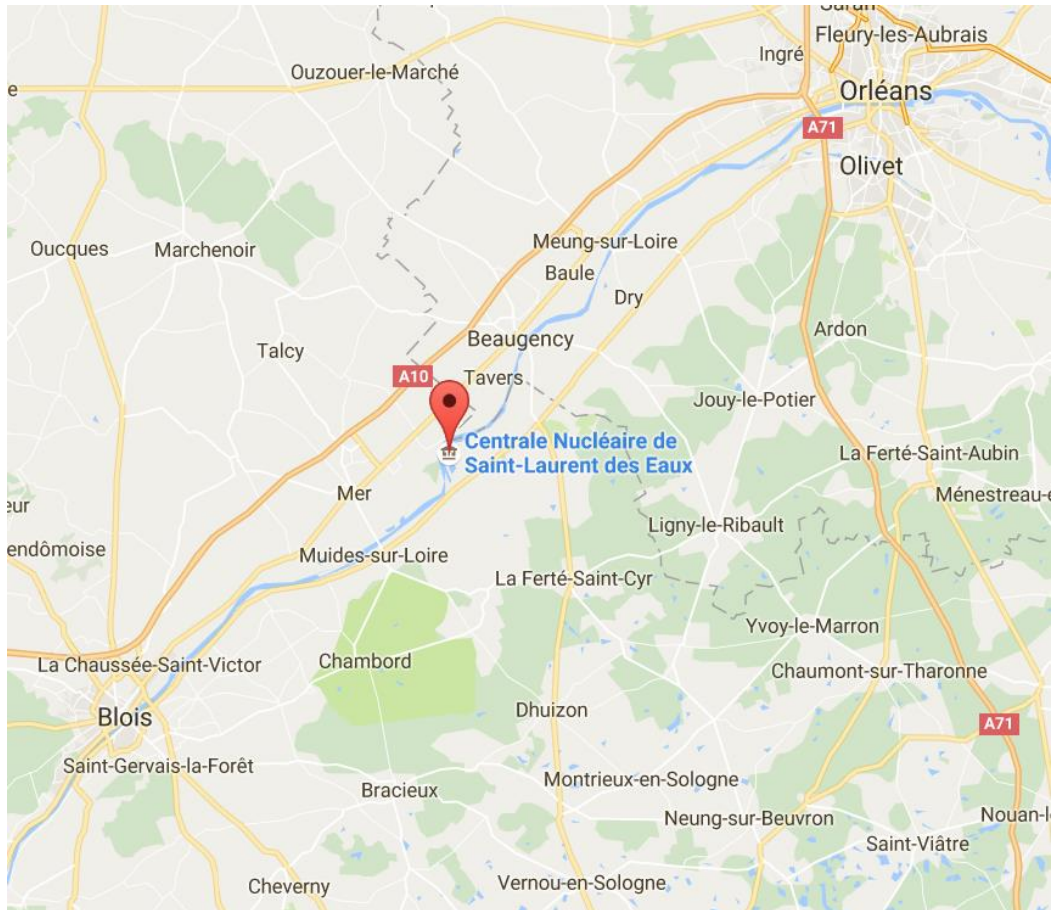 Saran
Fleury-les-Aubrais
Ingré
Ouzouer-le-Marché
e
Orléans
A71
Olivet
Oucques
Marchenoir
Meung-sur-Loire
Baule
Dry
Ardon
Beaugency
Talcy
A10
Tavers
Jouy-le-Potier
Centrale Nucléaire de
Saint-Laurent des Eaux
La Ferté-Saint-Aubin
Mer
Ménestreau-e
eur
Ligny-le-Ribault
endômoise
Muides-sur-Loire
La Ferté-Saint-Cyr
Yvoy-le-Marron
La Chaussée-Saint-Victor
Chambord
Chaumont-sur-Tharonne
Blois
Dhuizon
A71
Saint-Gervais-la-Forêt
Montrieux-en-Sologne
Bracieux
Neung-sur-Beuvron
Nouan-l
Saint-Viâtre
Cheverny
Vernou-en-Sologne